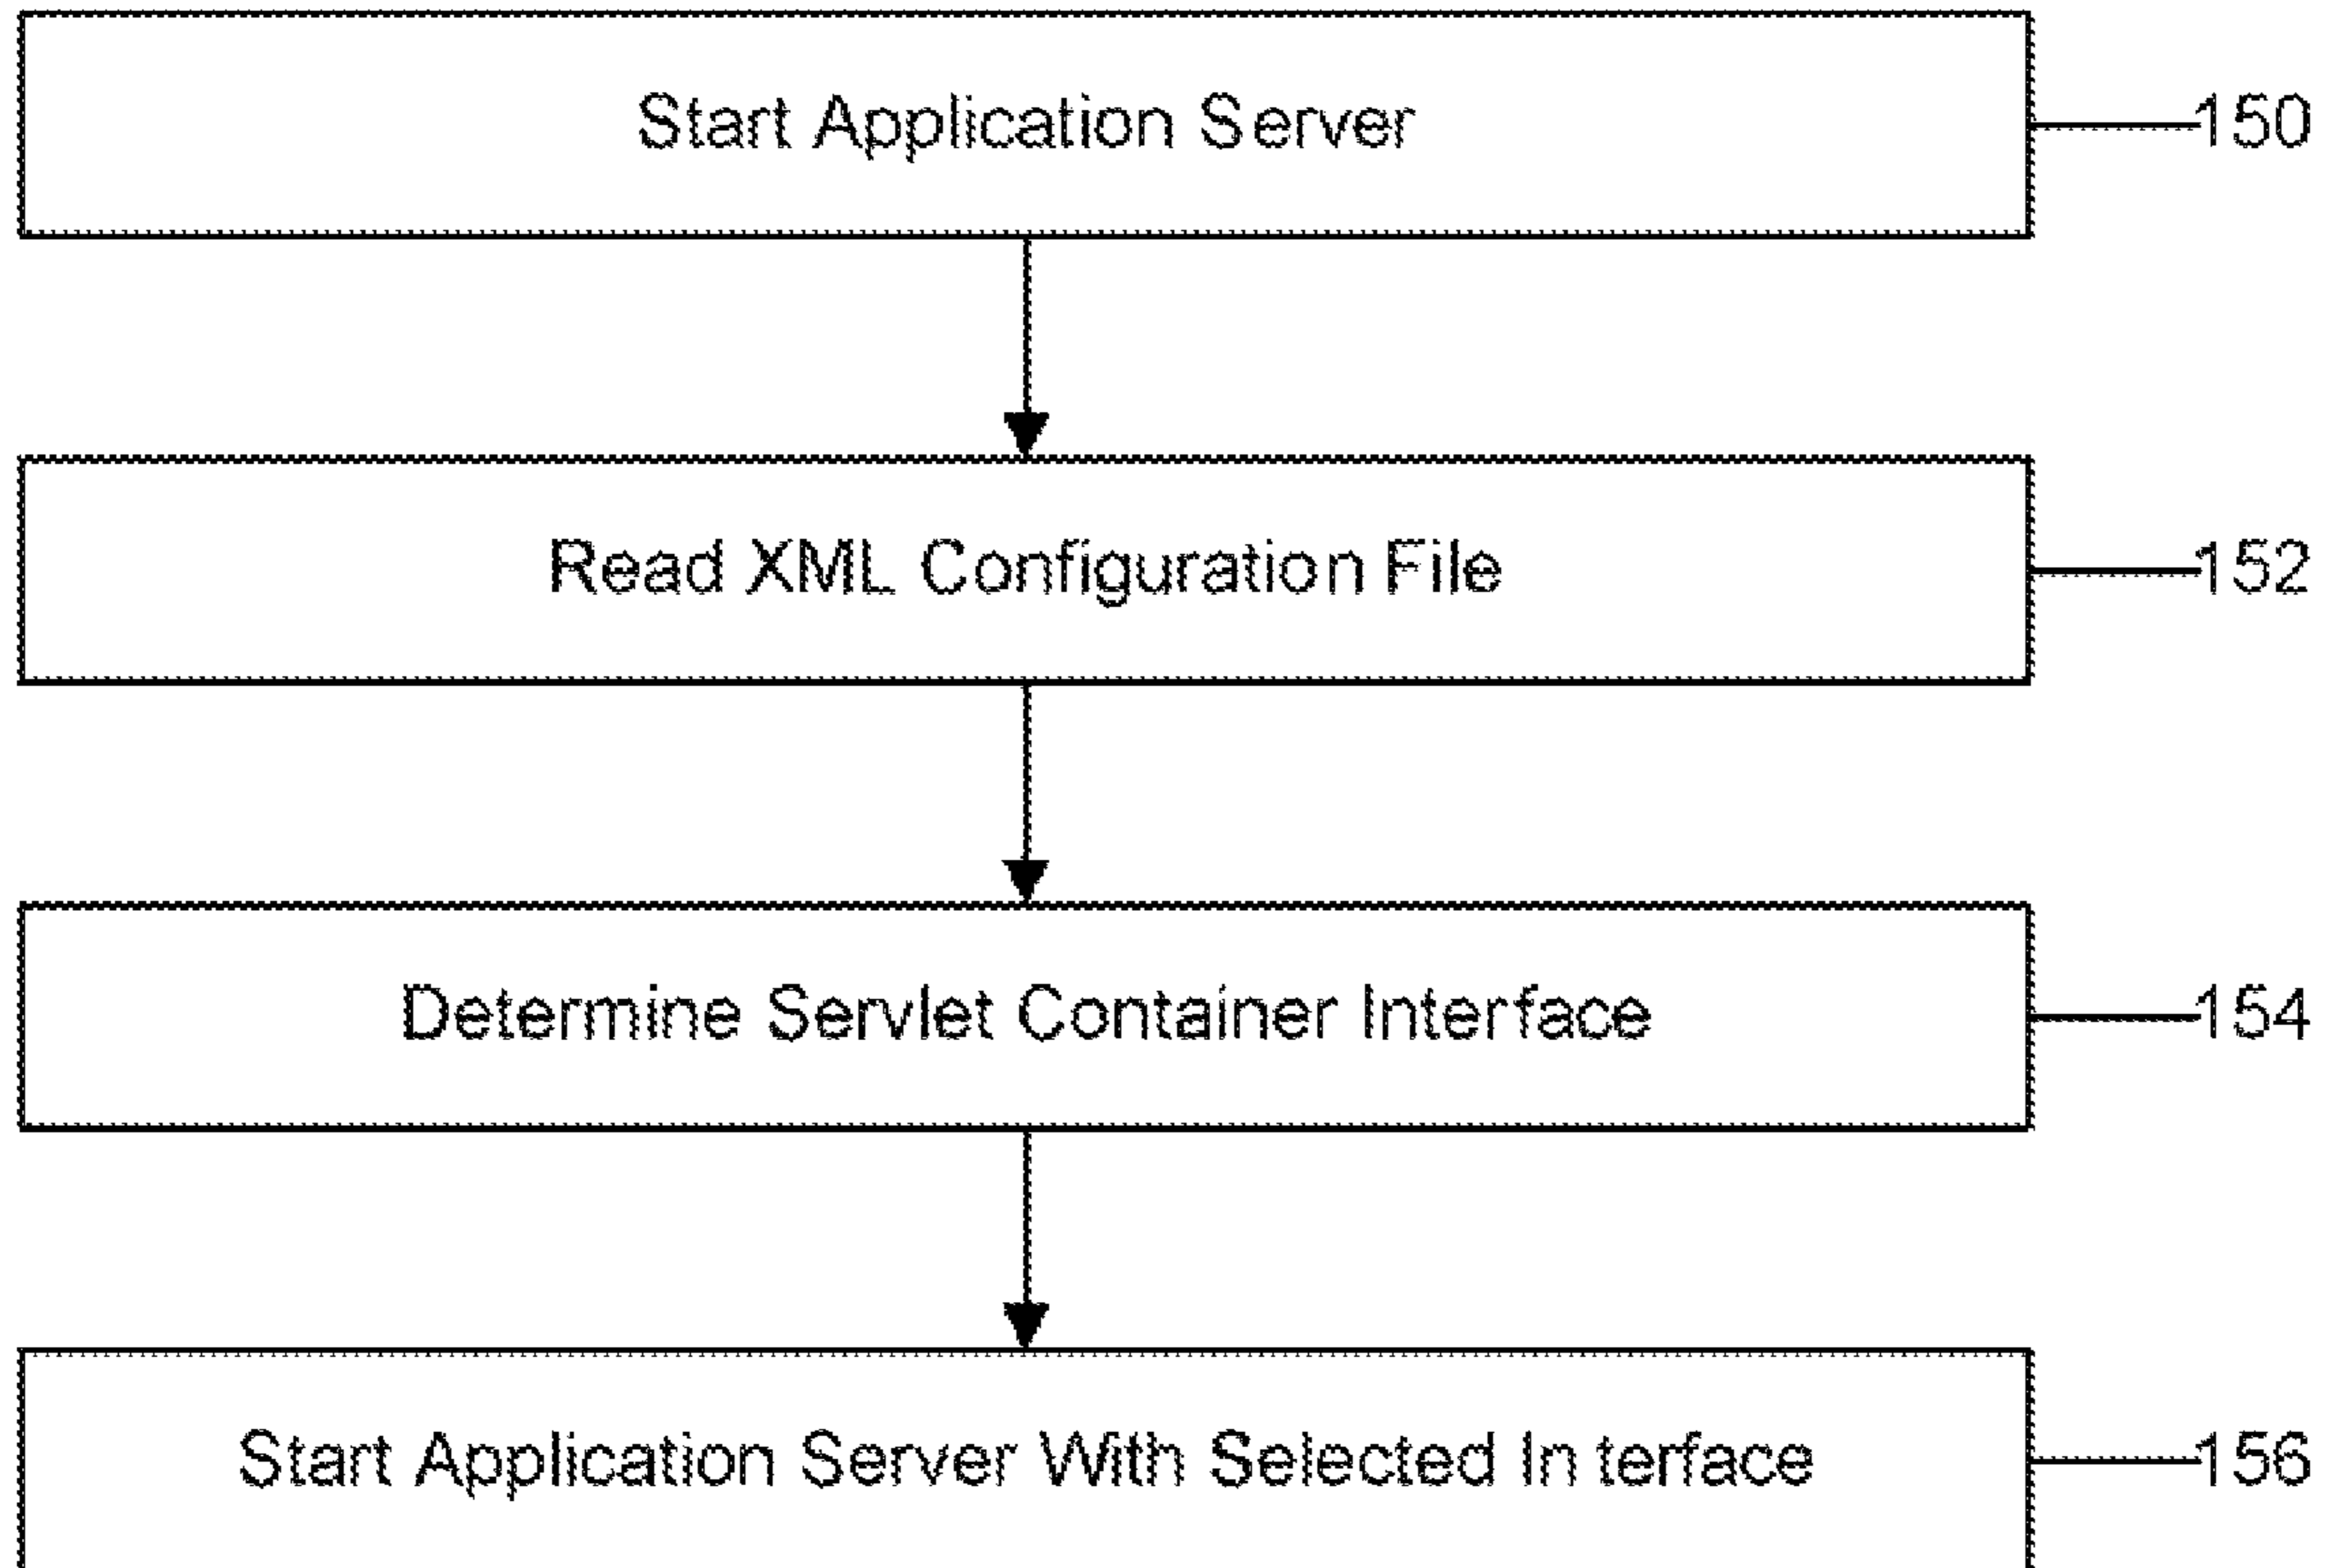 Start Application Server
150
Read XML Configuration File
152
Determine Servlet Container Interface
154
Start Application Server With Selected In terface
156